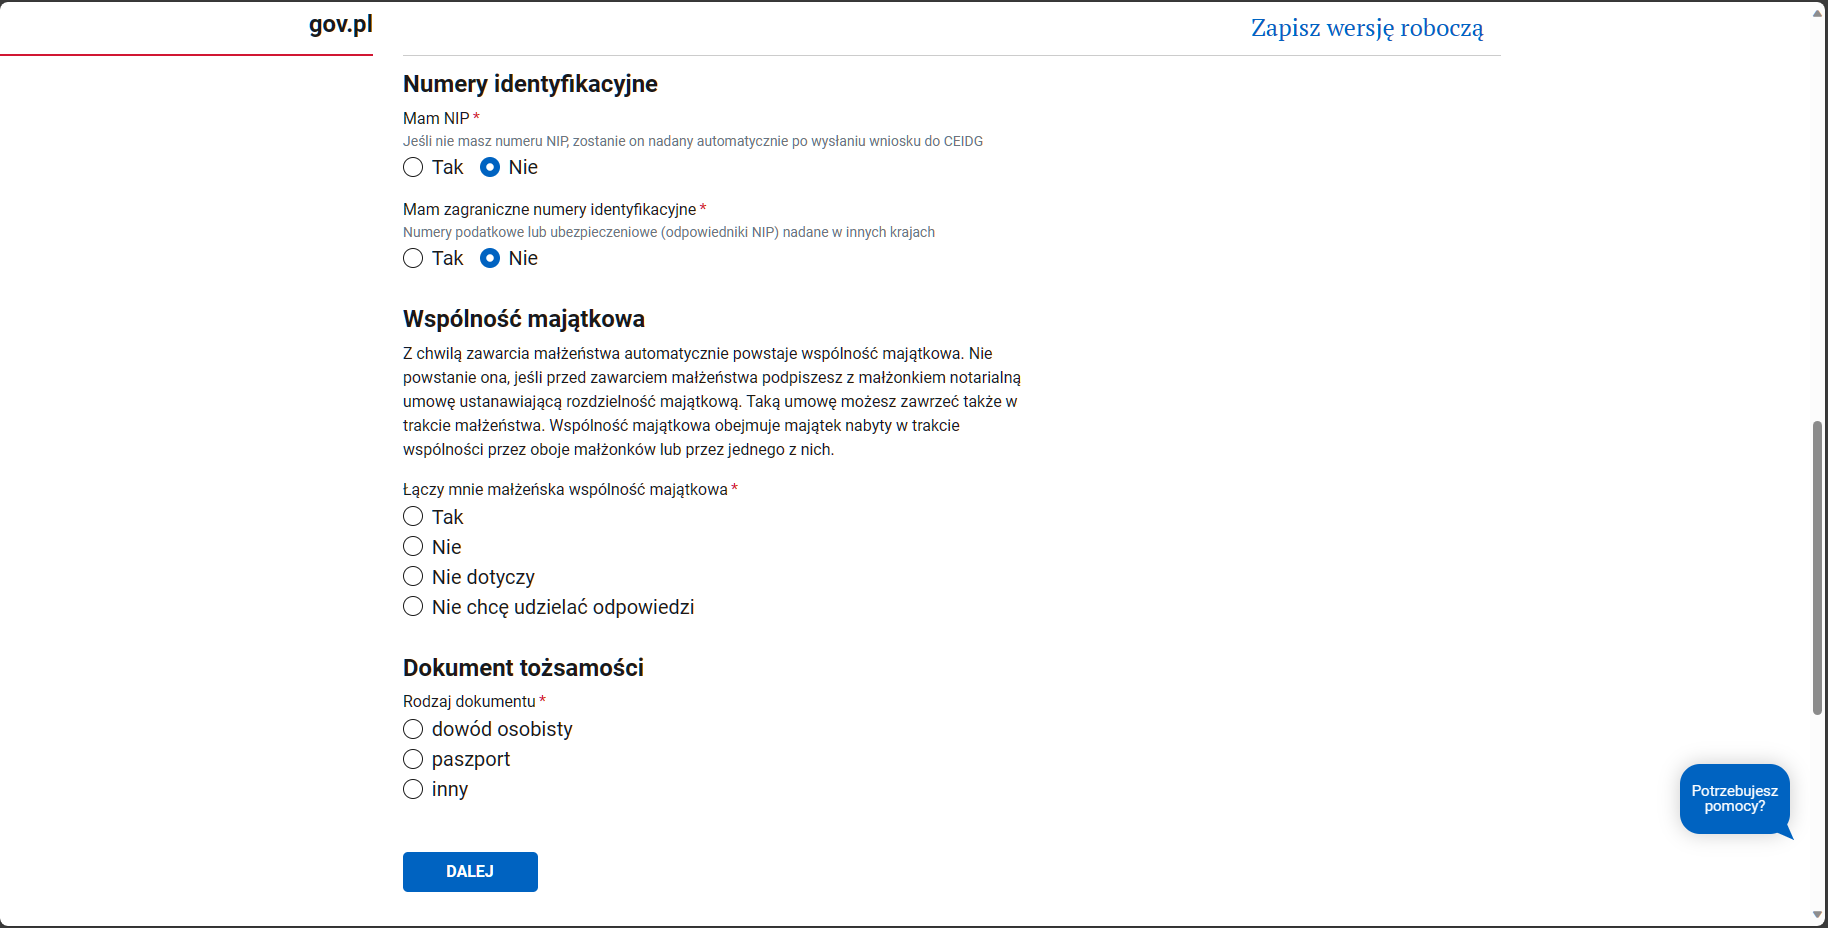 gov.pl
Zapisz wersję roboczą
Numery identyfikacyjne
Mam NIP *
Jeśli nie masz numeru NIP, zostanie on nadany automatycznie po wysłaniu wniosku do CEIDG
Tak Nie
Mam zagraniczne numery identyfikacyjne *
Numery podatkowe lub ubezpieczeniowe (odpowiedniki NIP) nadane w innych krajach
Tak Nie
Wspólność majątkowa
Z chwilą zawarcia małżeństwa automatycznie powstaje wspólność majątkowa. Nie
powstanie ona, jeśli przed zawarciem małżeństwa podpiszesz z małżonkiem notarialną
umowę ustanawiającą rozdzielność majątkową. Taką umowę możesz zawrzeć także w
trakcie małżeństwa. Wspólność majątkowa obejmuje majątek nabyty w trakcie
wspólności przez oboje małżonków lub przez jednego z nich.
Łączy mnie małżeńska wspólność majątkowa *
Tak
Nie
Nie dotyczy
Nie chcę udzielać odpowiedzi
Dokument tożsamości
Rodzaj dokumentu *
dowód osobisty
paszport
inny
Potrzebujesz
pomocy?
DALEJ